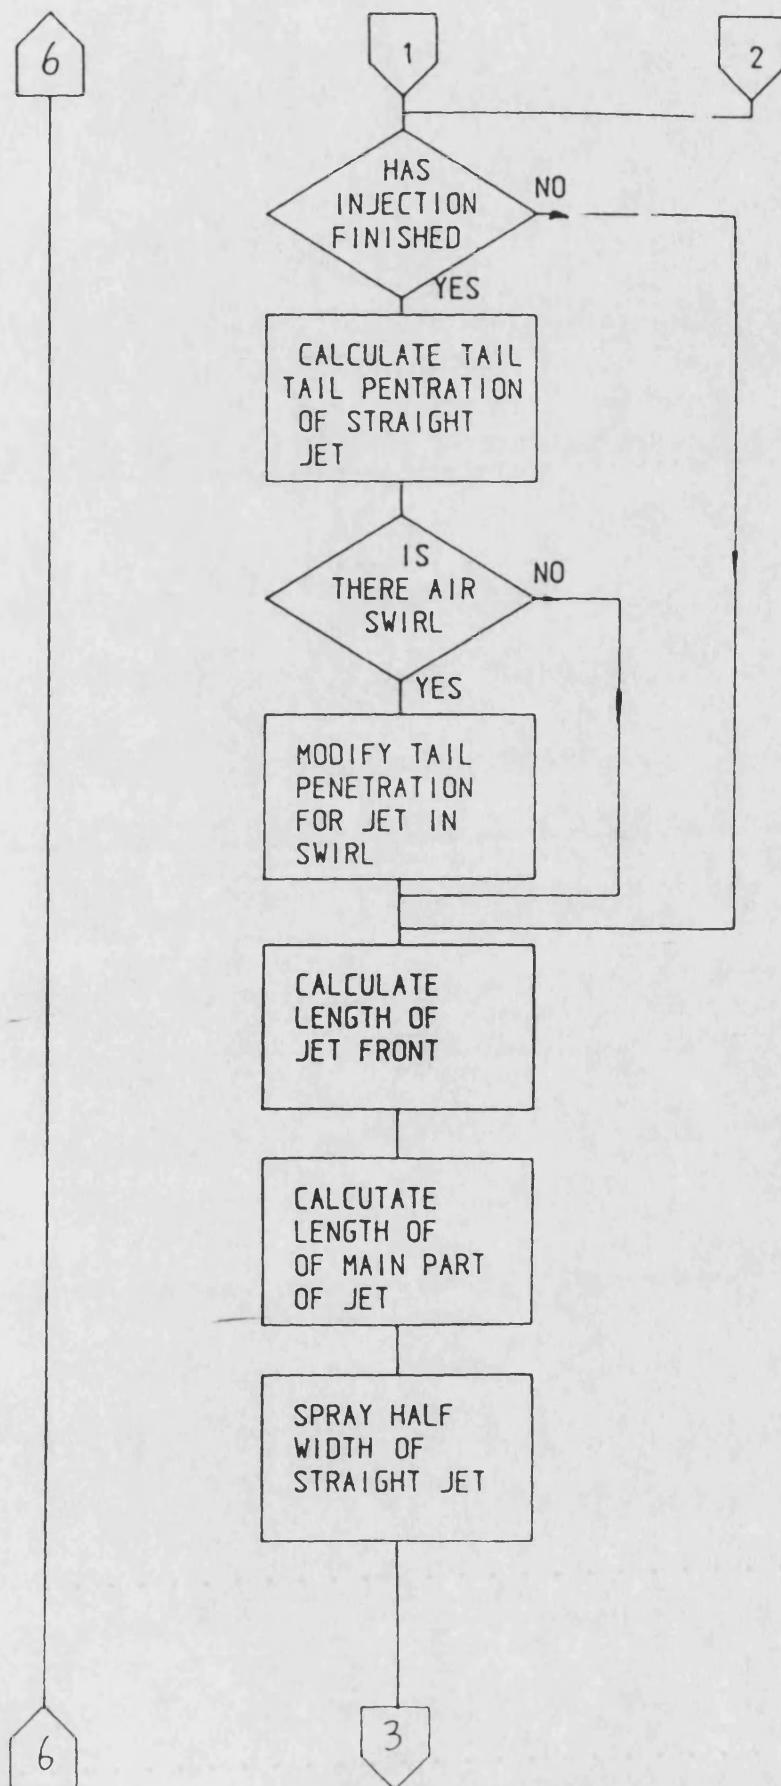 6
1
2
HAS
INJECTION
FINISHED
NO
YES
CALCULATE TAIL
TAIL PENTRATION
OF STRAIGHT
JET
IS
THERE AIR
SWIRL
NO
YES
MODIFY TAIL
PENETRATION
FOR JET IN
SWIRL
CALCULATE
LENGTH OF
JET FRONT
CALCUTATE
LENGTH OF
OF MAIN PART
OF JET
SPRAY HALF
WIDTH OF
STRAIGHT JET
6
3